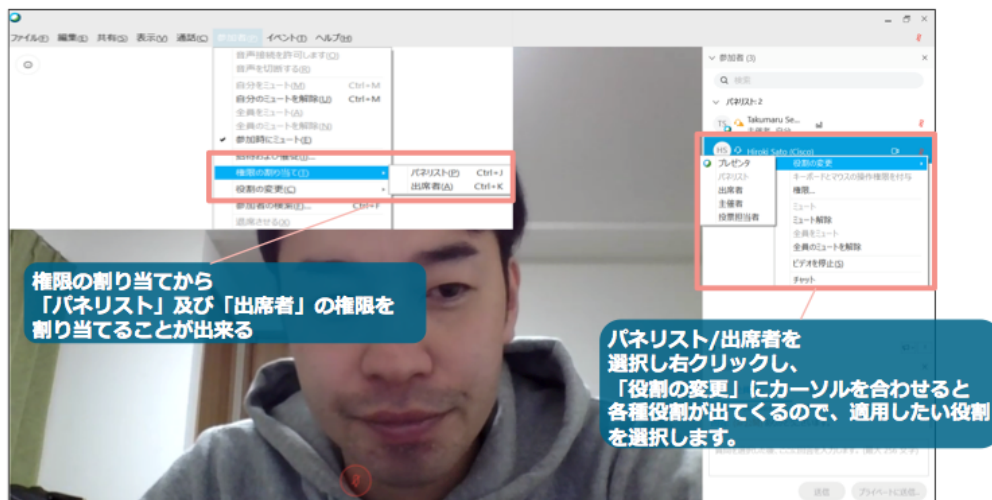 ファイル(F) 編集(E) 共有(S) 表示(V) 通話(C) 参加者(P) イベント(T) ヘルプ(H)
音声接続を許可します(O)
音声を切断する(R)
自分をミュート(M) Ctrl+M
自分のミュートを解除(U) Ctrl+M
全員をミュート(A)
全員のミュートを解除(N)
✔ 参加時にミュート(E)
権限の割り当て(T)
役割の変更(C)
参加者の検索(F)... Ctrl+F
退席させる(X)
パネリスト(P) Ctrl+J
出席者(A) Ctrl+K
権限の割り当てから
「パネリスト」及び「出席者」の権限を
割り当てることが出来る
参加者 (3)
検索
パネリスト: 2
TS Takumaru Se...
主催者, 自分
HS Hiroki Sato (Cisco)
プレゼンタ
パネリスト
出席者
主催者
投票担当者
役割の変更
キーボードとマウスの操作権限を付与
権限...
ミュート
ミュート解除
全員をミュート
全員のミュートを解除
ビデオを停止(S)
チャット
パネリスト/出席者を
選択し右クリックし、
「役割の変更」にカーソルを合わせると
各種役割が出てくるので、適用したい役割
を選択します。
送信 プライベートに送信...